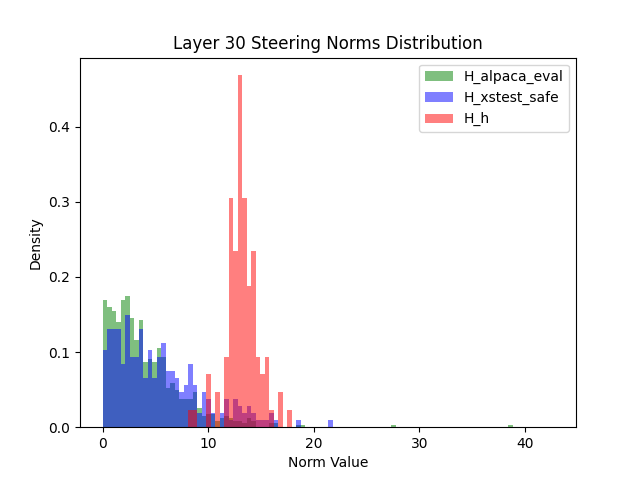 Layer 30 Steering Norms Distribution
H_alpaca_eval
H_xstest_safe
H_h
Density
0.4
0.3
0.2
0.1
0.0
0
10
20
30
40
Norm Value